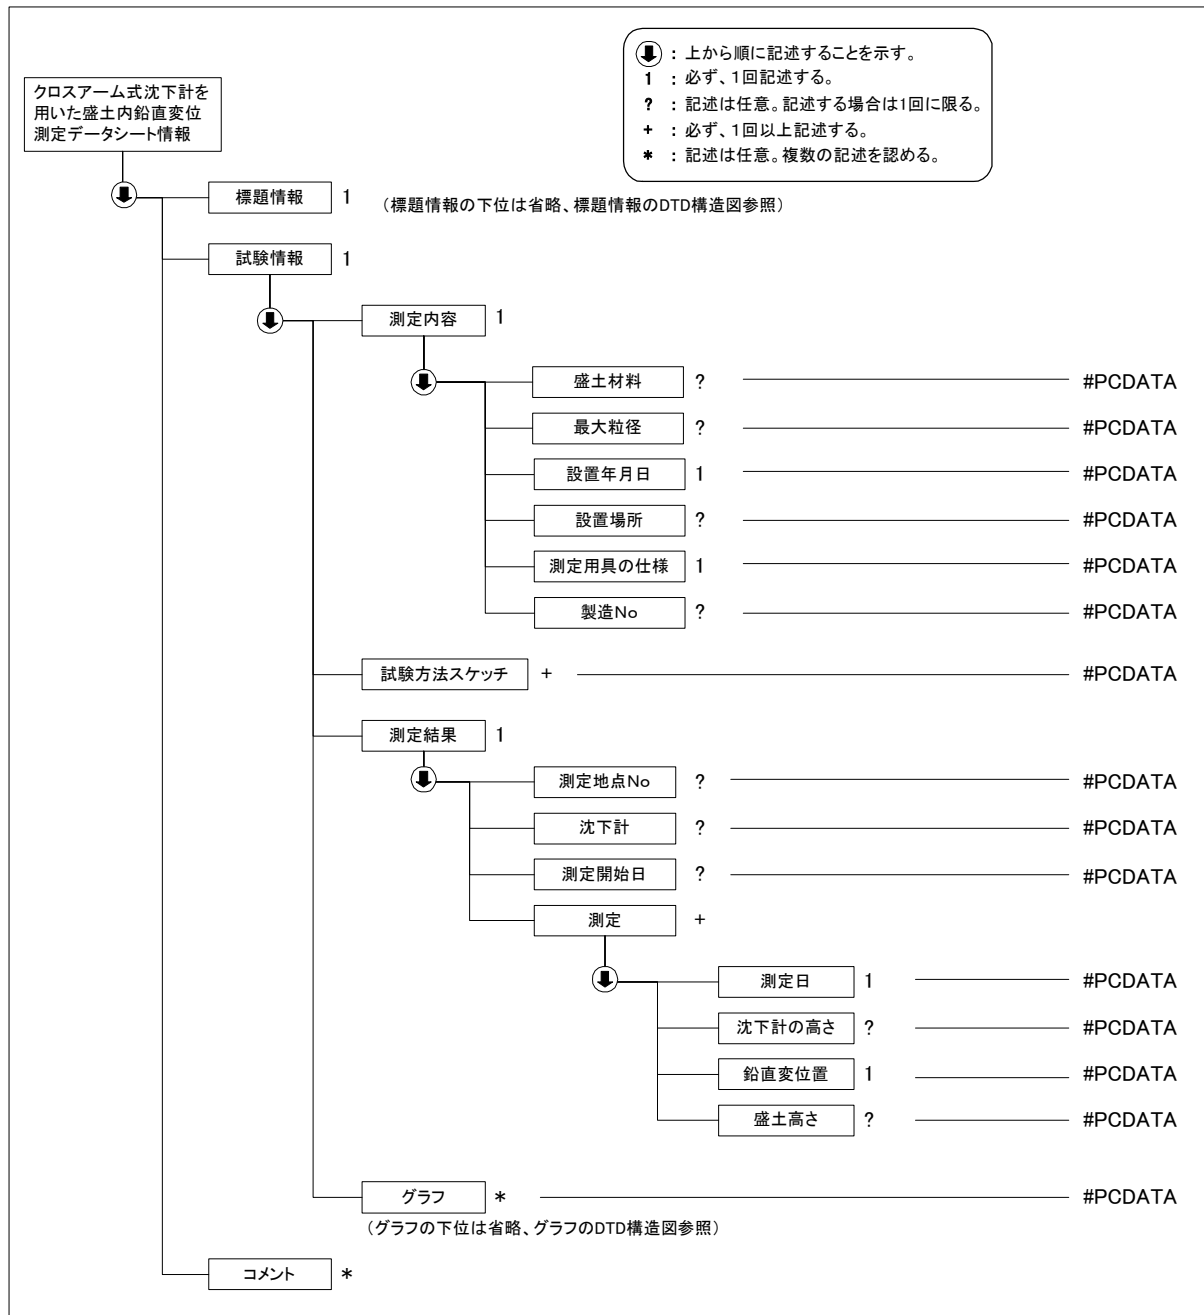 ：上から順に記述することを示す。
1 ：必ず、1回記述する。
? ：記述は任意。記述する場合は1回に限る。
+ ：必ず、1回以上記述する。
* ：記述は任意。複数の記述を認める。
クロスアーム式沈下計を
用いた盛土内鉛直変位
測定データシート情報
標題情報 1 （標題情報の下位は省略、標題情報のDTD構造図参照）
試験情報 1
測定内容 1
盛土材料 ? #PCDATA
最大粒径 ? #PCDATA
設置年月日 1 #PCDATA
設置場所 ? #PCDATA
測定用具の仕様 1 #PCDATA
製造No ? #PCDATA
試験方法スケッチ + #PCDATA
測定結果 1
測定地点No ? #PCDATA
沈下計 ? #PCDATA
測定開始日 ? #PCDATA
測定 +
測定日 1 #PCDATA
沈下計の高さ ? #PCDATA
鉛直変位置 1 #PCDATA
盛土高さ ? #PCDATA
グラフ * #PCDATA
（グラフの下位は省略、グラフのDTD構造図参照）
コメント *